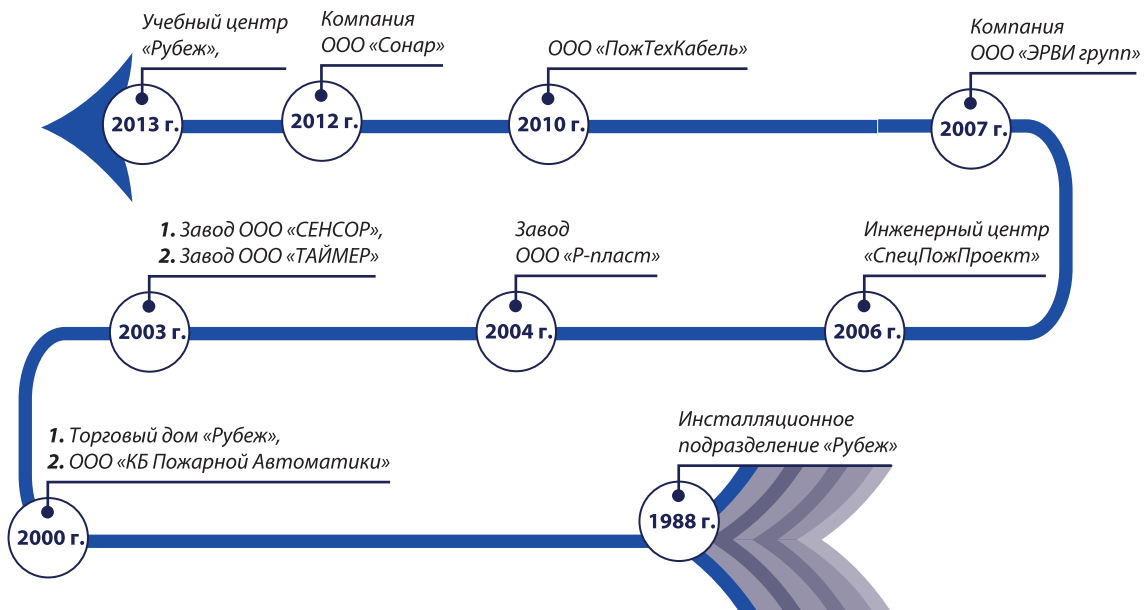 Учебный центр
«Рубеж»,
2013 г.
Компания
ООО «Сонар»
2012 г.
ООО «ПожТехКабель»
2010 г.
Компания
ООО «ЭРВИ групп»
2007 г.
1. Завод ООО «СЕНСОР»,
2. Завод ООО «ТАЙМЕР»
2003 г.
Завод
ООО «Р-пласт»
2004 г.
Инженерный центр
«СпецПожПроект»
2006 г.
1. Торговый дом «Рубеж»,
2. ООО «КБ Пожарной Автоматики»
2000 г.
Инсталляционное
подразделение «Рубеж»
1988 г.